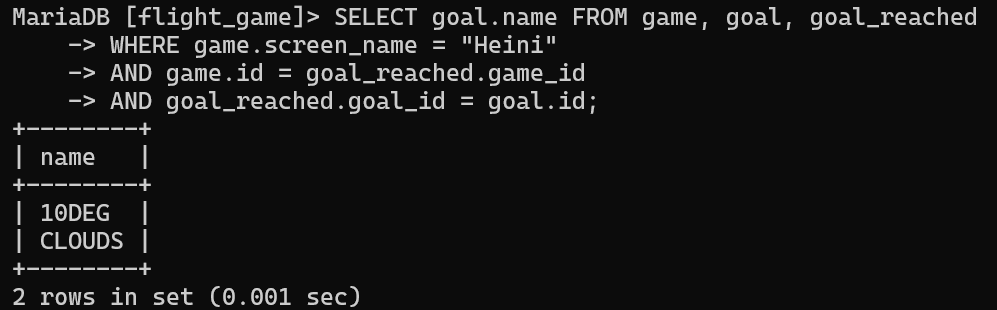 MariaDB [flight_game]> SELECT goal.name FROM game, goal, goal_reached
    -> WHERE game.screen_name = "Heini"
    -> AND game.id = goal_reached.game_id
    -> AND goal_reached.goal_id = goal.id;
+--------+
| name   |
+--------+
| 10DEG  |
| CLOUDS |
+--------+
2 rows in set (0.001 sec)